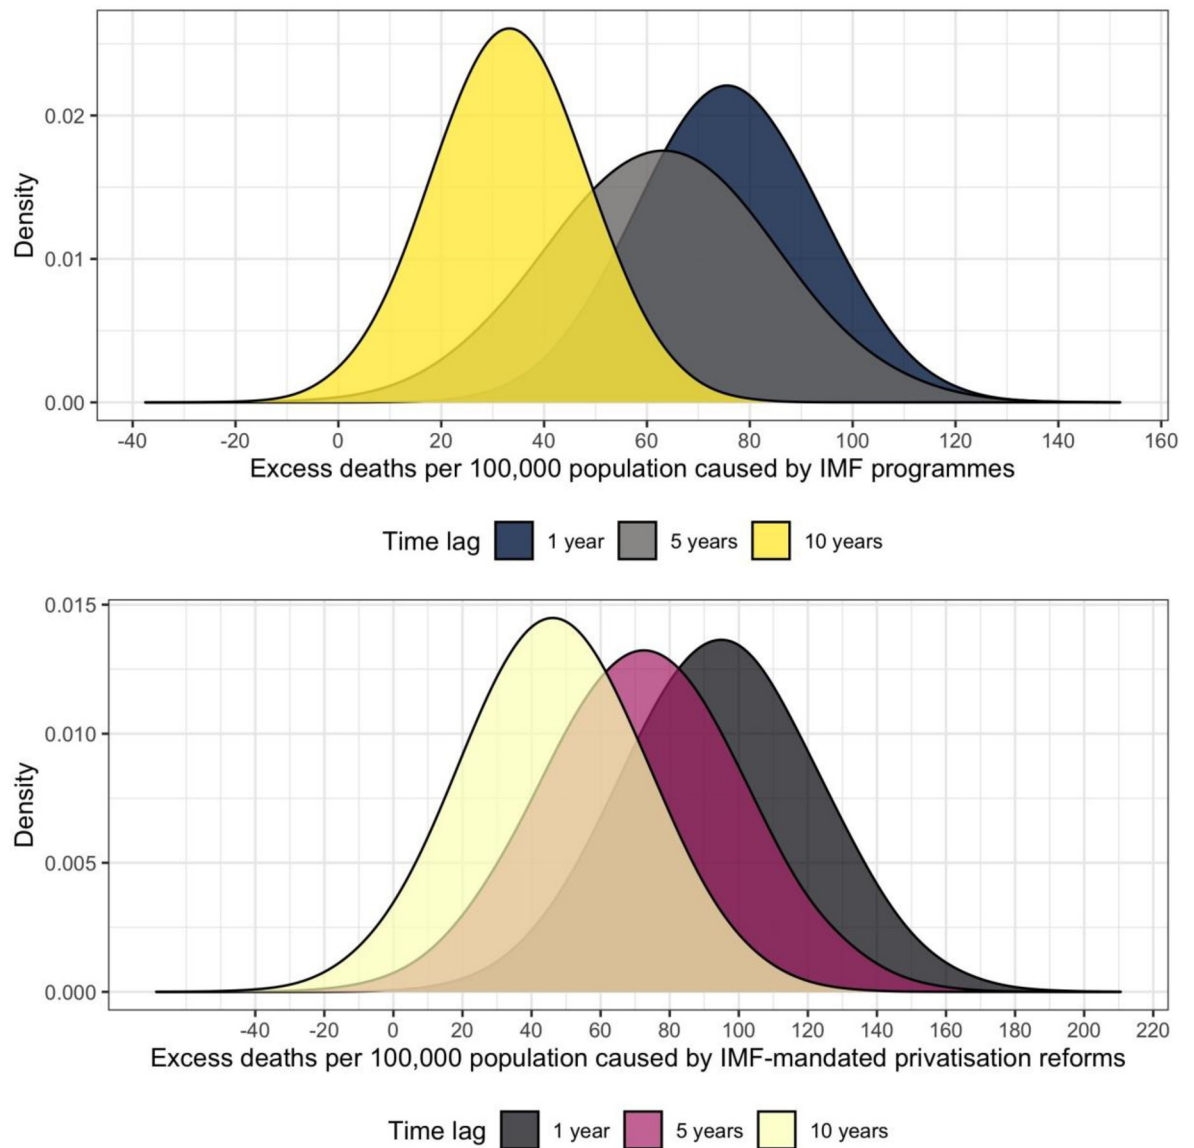 0.02
0.01
0.00
Density
-40 -20 0 20 40 60 80 100 120 140 160
Excess deaths per 100,000 population caused by IMF programmes
Time lag 1 year 5 years 10 years
0.015
0.010
0.005
0.000
Density
-40 -20 0 20 40 60 80 100 120 140 160 180 200 220
Excess deaths per 100,000 population caused by IMF-mandated privatisation reforms
Time lag 1 year 5 years 10 years